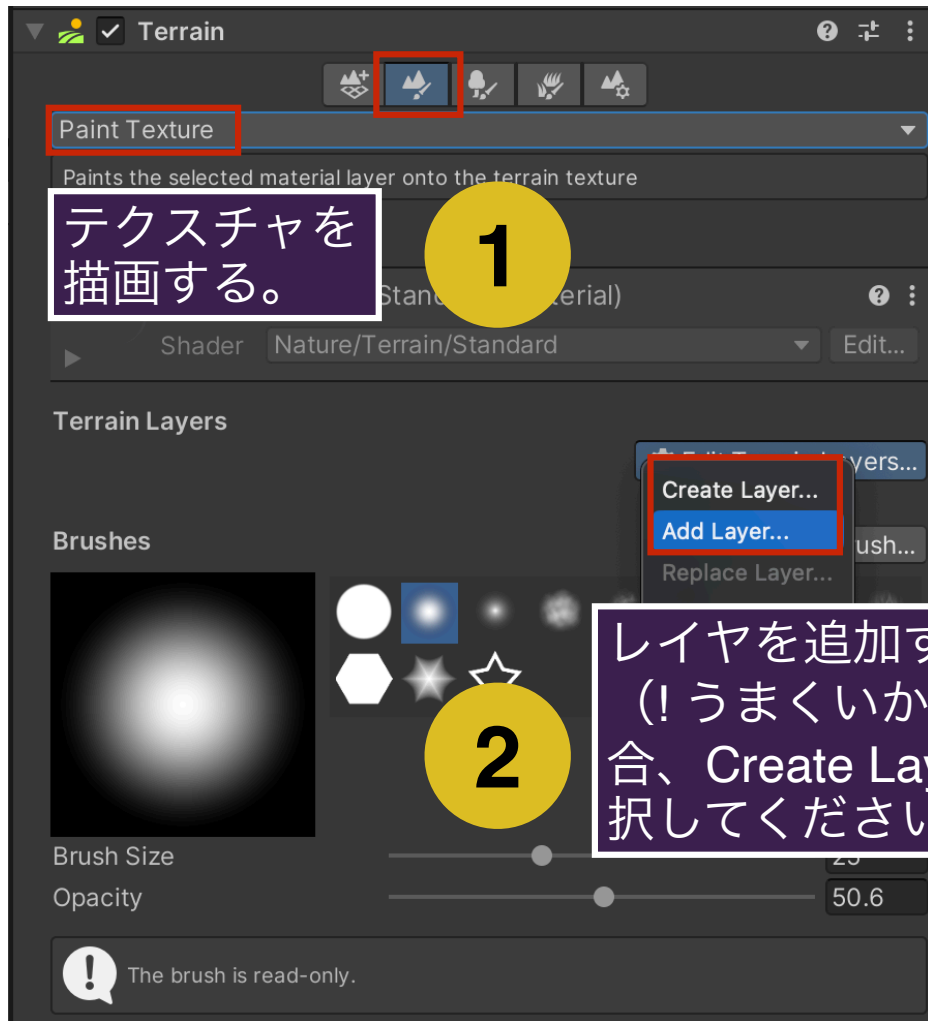 Terrain
Paint Texture
Paints the selected material layer onto the terrain texture
テクスチャを
描画する。
1
Shader Nature/Terrain/Standard Edit...
Terrain Layers
Create Layer...
Brushes
Add Layer...
Replace Layer...
レイヤを追加
（! うまくいか
2
合、Create
択してください
Brush Size
Opacity 50.6
The brush is read-only.